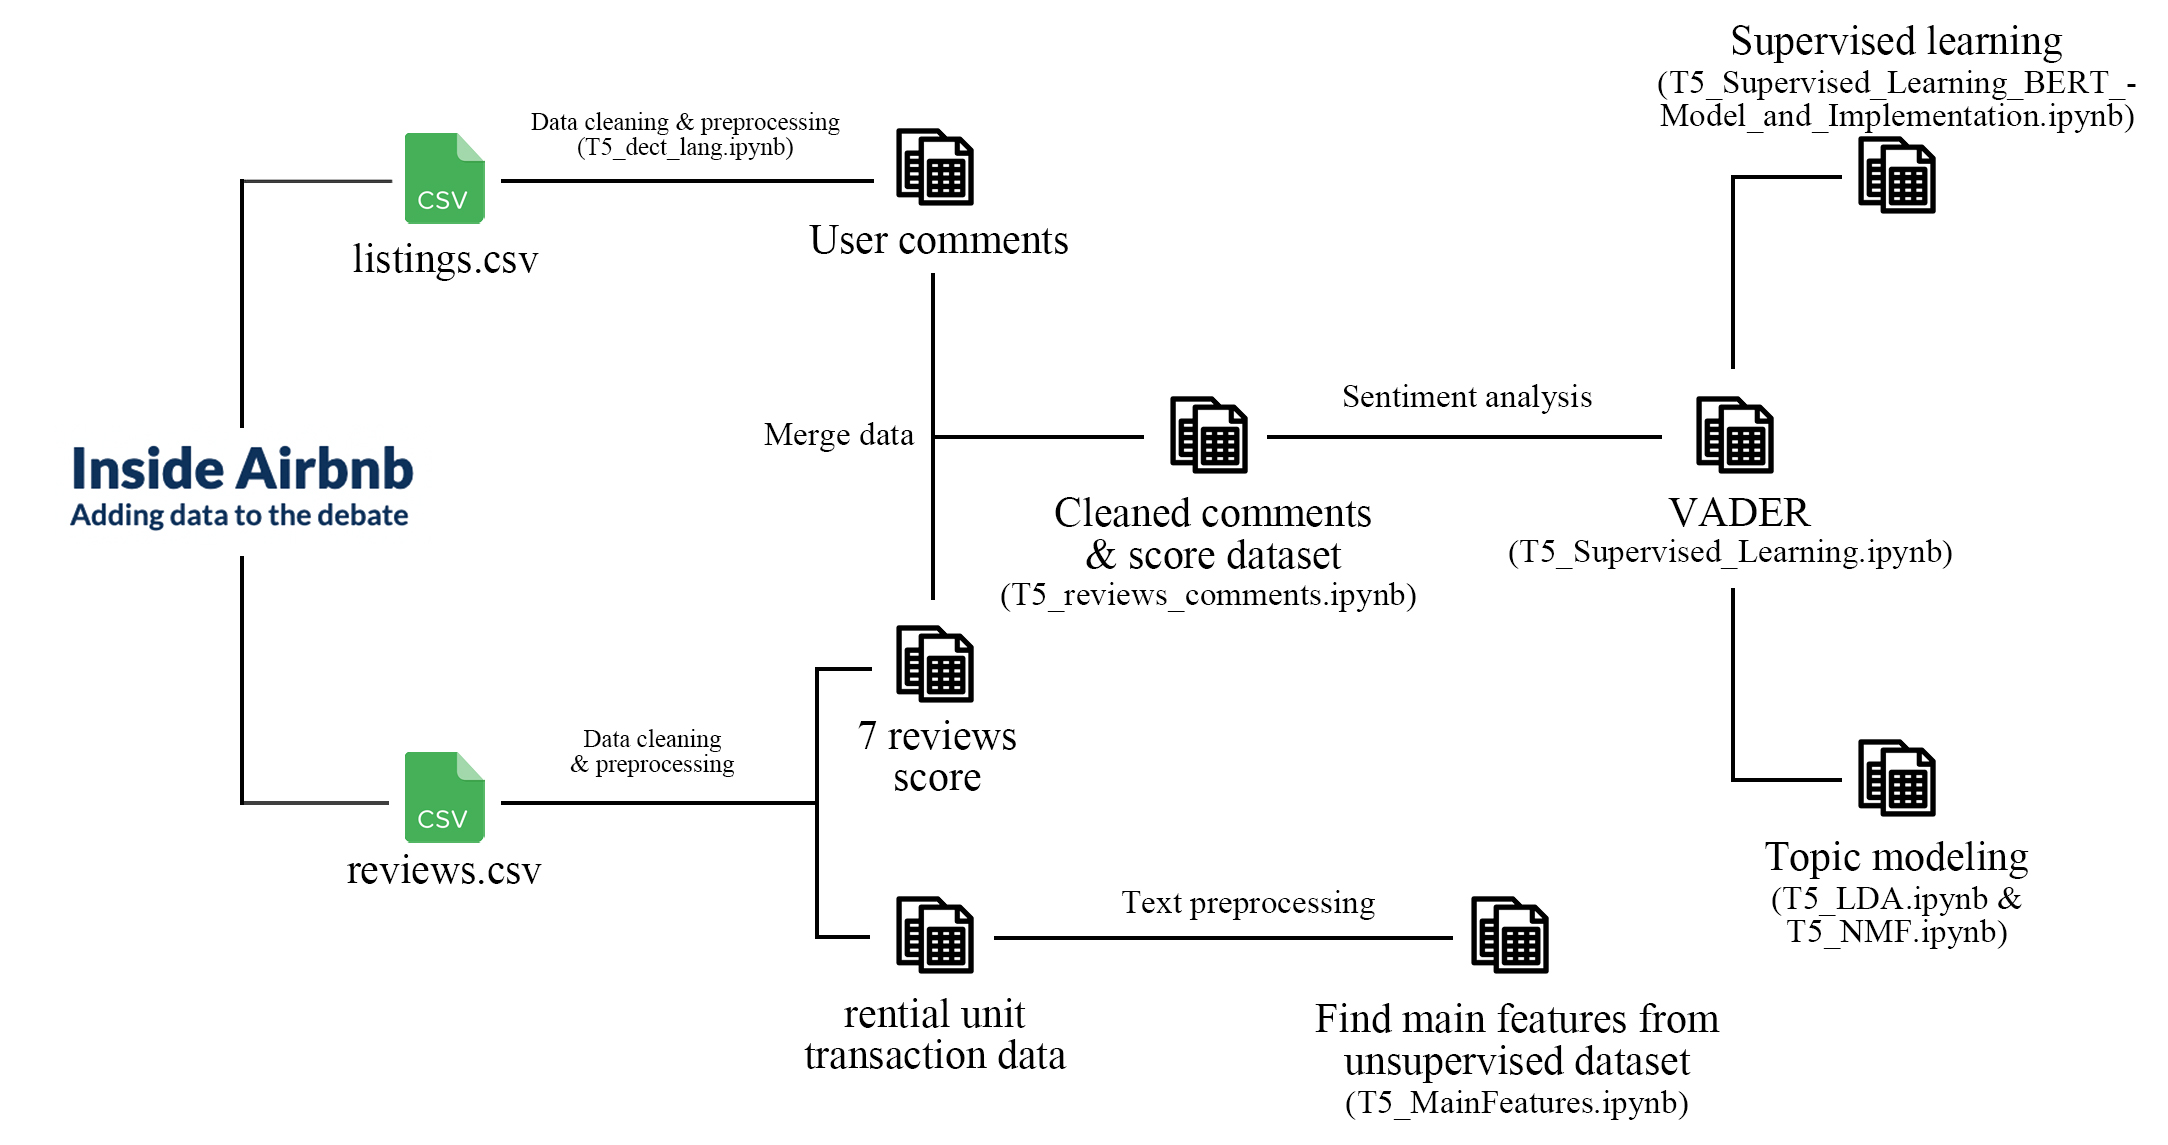 Supervised learning
(T5_Supervised_Learning_BERT_-
Model_and_Implementation.ipynb)
Data cleaning & preprocessing
(T5_dect_lang.ipynb)
CSV
listings.csv
User comments
Inside Airbnb
Adding data to the debate
Merge data
Sentiment analysis
Cleaned comments
& score dataset
(T5_reviews_comments.ipynb)
VADER
(T5_Supervised_Learning.ipynb)
7 reviews
score
Data cleaning
& preprocessing
CSV
reviews.csv
Topic modeling
(T5_LDA.ipynb &
T5_NMF.ipynb)
Text preprocessing
rential unit
transaction data
Find main features from
unsupervised dataset
(T5_MainFeatures.ipynb)